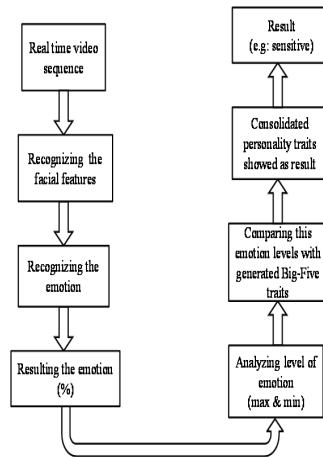 Real time video
sequence
Recognizing the
facial features
Recognizing the
emotion
Resulting the emotion
(%)
Analyzing level of
emotion
(max & min)
Comparing this
emotion levels with
generated Big-Five
traits
Consolidated
personality traits
showed as result
Result
(e.g: sensitive)